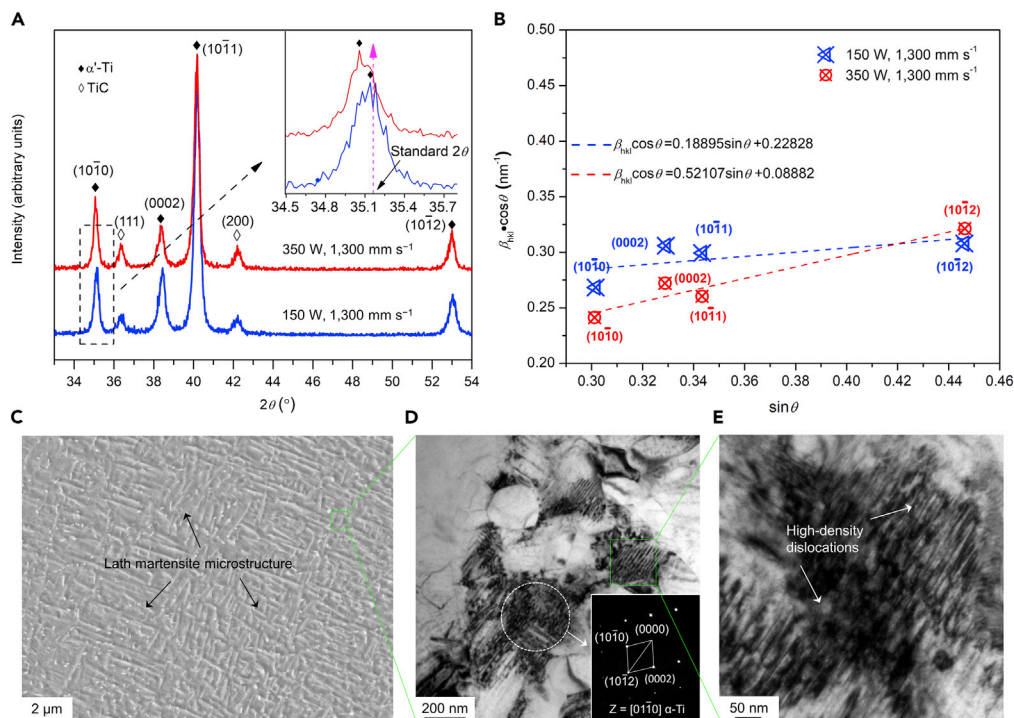 A
Intensity (arbitrary units)
◆ α'-Ti
◇ TiC
(101̄0)
(111)
(0002)
(101̄1)
(200)
(101̄2)
350 W, 1,300 mm s⁻¹
150 W, 1,300 mm s⁻¹
Standard 2θ
34.5 34.8 35.1 35.4 35.7
33 34 36 38 40 42 44 46 48 50 52 54
2θ (°)
B
β_hkl•cosθ (nm⁻¹)
0.50
0.45
0.40
0.35
0.30
0.25
0.20
150 W, 1,300 mm s⁻¹
350 W, 1,300 mm s⁻¹
β_hklcosθ=0.18895sinθ+0.22828
β_hklcosθ=0.52107sinθ+0.08882
(101̄2)
(0002)
(101̄1)
(101̄0)
(101̄2)
(0002)
(101̄1)
(101̄0)
0.30 0.32 0.34 0.36 0.38 0.40 0.42 0.44 0.46
sinθ
C
Lath martensite microstructure
2 µm
D
(101̄0)
(0000)
(101̄2)
(0002)
Z = [011̄0] α-Ti
200 nm
E
High-density
dislocations
50 nm